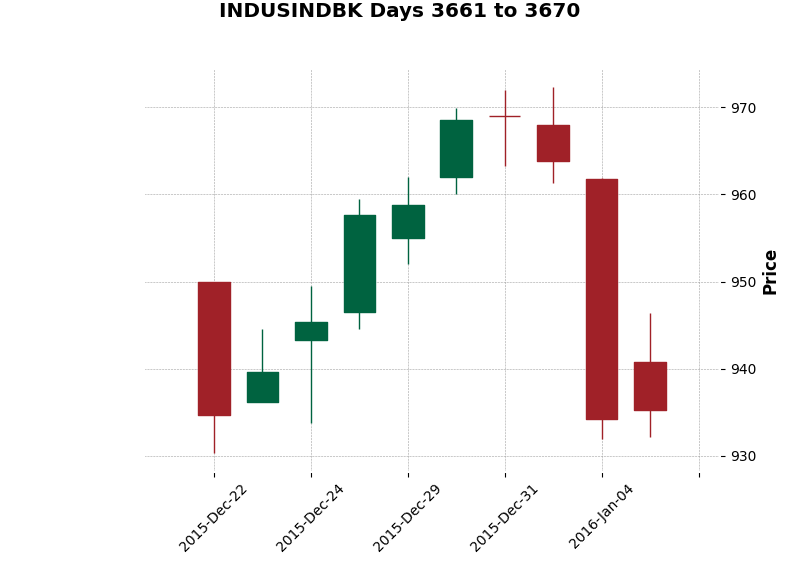 INDUSINDBK Days 3661 to 3670
970
960
950
940
930
Price
2015-Dec-22
2015-Dec-24
2015-Dec-29
2015-Dec-31
2016-Jan-04